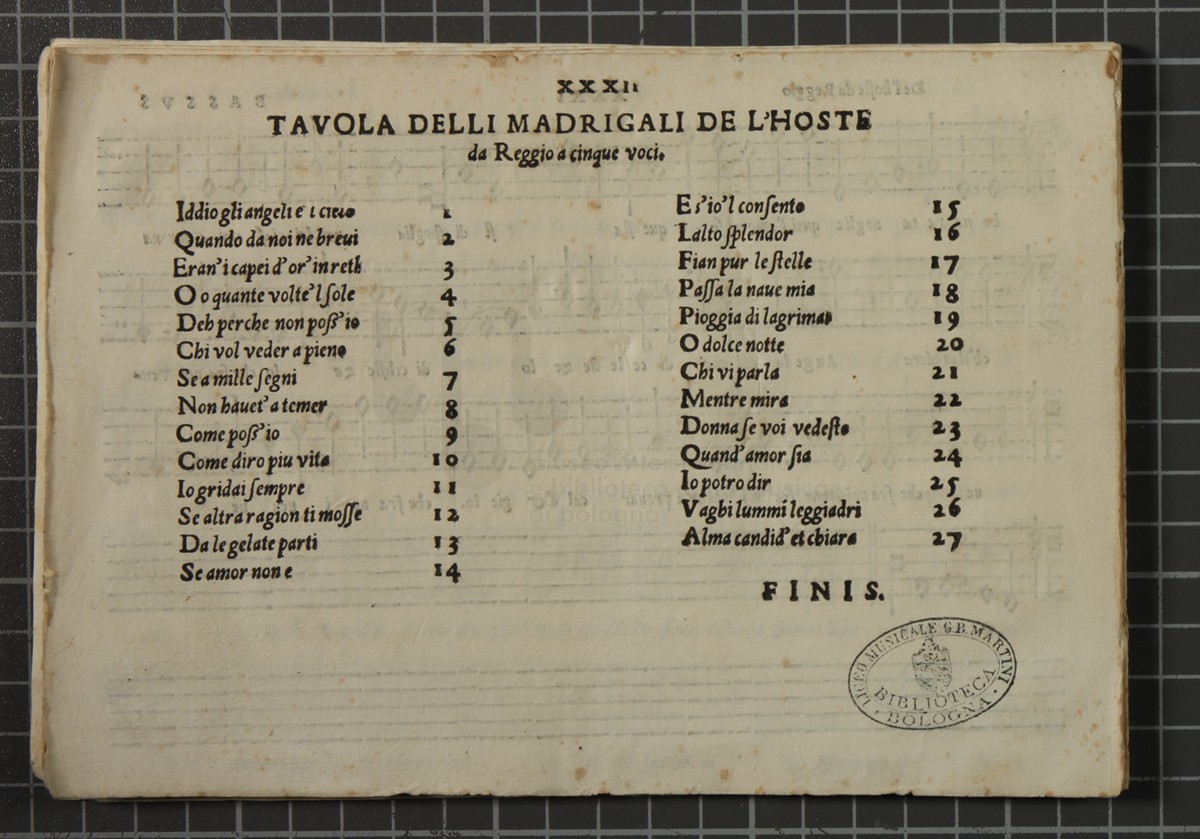 XXXII
TAVOLA DELLI MADRIGALI DE L'HOSTE
da Reggio a cinque voci.
Iddio gli angeli e i cielo 1
Quando da noi ne breui 2
Eran'i capei d'or'in reth 3
O o quante volte'l ſole 4
Deh perche non poſſ'io 5
Chi vol veder a pieno 6
Se a mille ſegni 7
Non hauet'a temer 8
Come poſſ'io 9
Come diro piu vita 10
Io gridai ſempre 11
Se altra ragion ti moſſe 12
Da le gelate parti 13
Se amor non e 14
E s'io'l conſento 15
Lalto ſplendor 16
Fian pur le ſtelle 17
Paſſa la naue mia 18
Pioggia di lagrimae 19
O dolce notte 20
Chi vi parla 21
Mentre mira 22
Donna ſe voi vedeſte 23
Quand'amor ſia 24
Io potro dir 25
Vaghi lummi leggiadri 26
Alma candid'et chiara 27
FINIS.
LICEO MUSICALE G.B. MARTINI
BIBLIOTECA
BOLOGNA